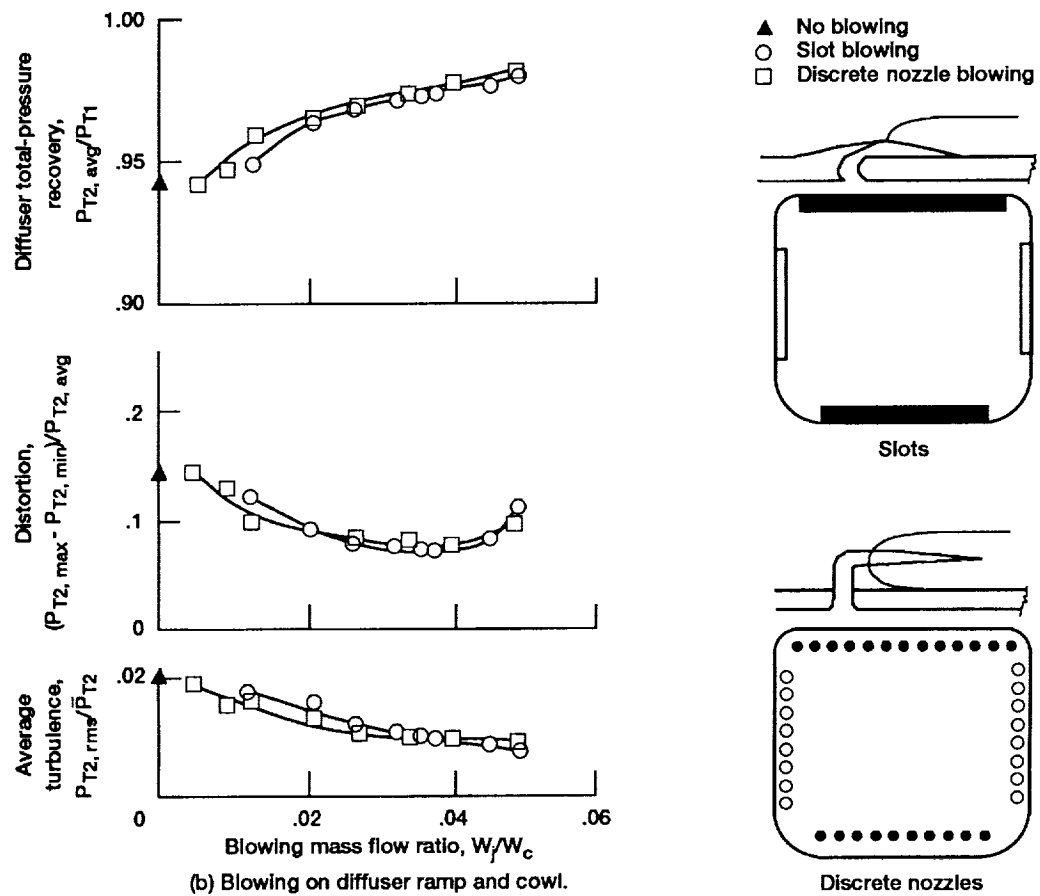 1.00
Diffuser total-pressure
recovery,
PT2, avg/PT1
.95
.90
Distortion,
(PT2, max - PT2, min)/PT2, avg
.2
.1
0
Average
turbulence,
PT2, rms/P̄T2
.02
0 .02 .04 .06
Blowing mass flow ratio, Wj/Wc
(b) Blowing on diffuser ramp and cowl.
▲ No blowing
○ Slot blowing
□ Discrete nozzle blowing
Slots
Discrete nozzles